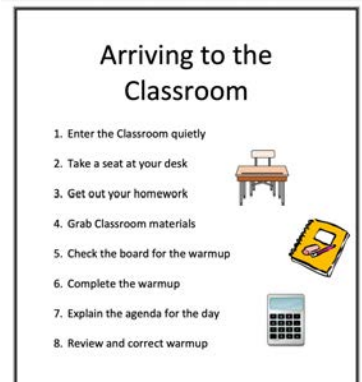 Arriving to the
Classroom
1. Enter the Classroom quietly
2. Take a seat at your desk
3. Get out your homework
4. Grab Classroom materials
5. Check the board for the warmup
6. Complete the warmup
7. Explain the agenda for the day
8. Review and correct warmup